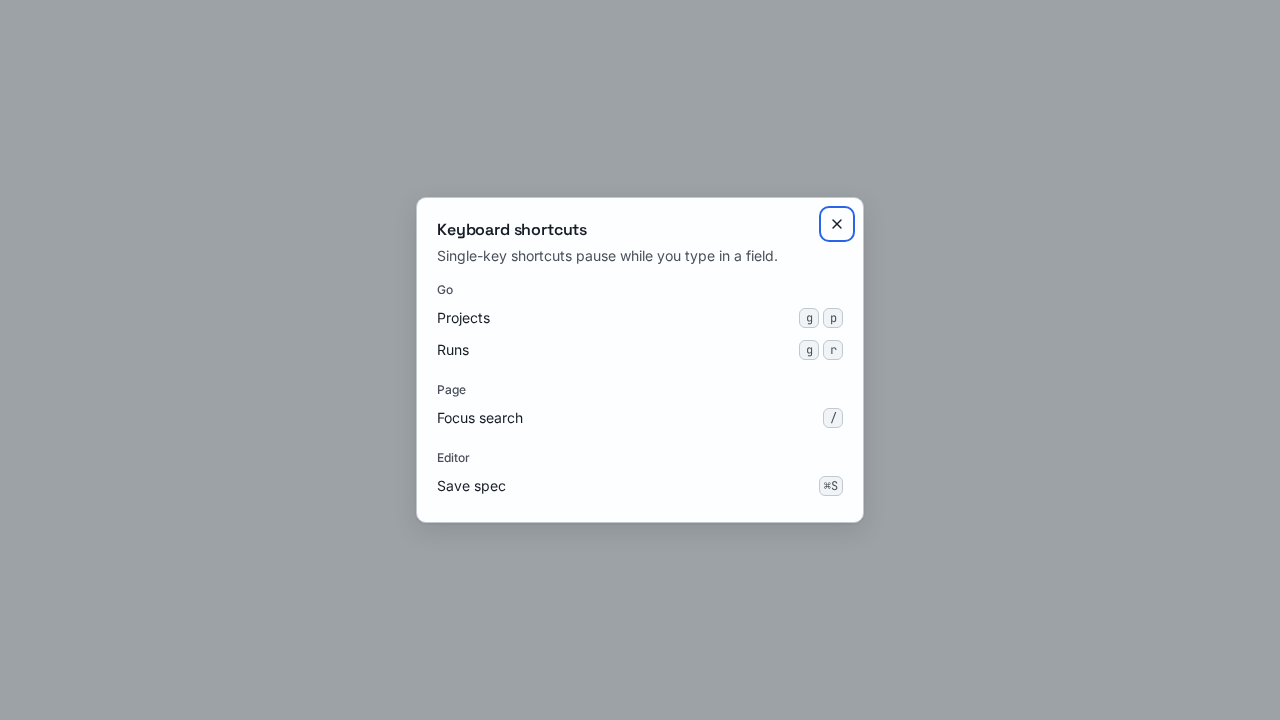 Keyboard shortcuts
Single-key shortcuts pause while you type in a field.
Go
Projects g p
Runs g r
Page
Focus search /
Editor
Save spec ⌘S